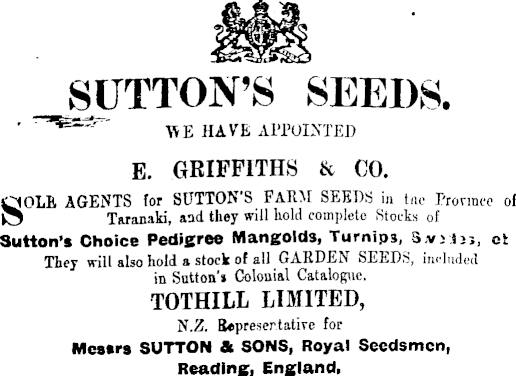 SUTTON'S SEEDS.
WE HAVE APPOINTED
E. GRIFFITHS & CO.
SOLE AGENTS for SUTTON'S FARM SEEDS in the Province of
Taranaki, and they will hold complete Stocks of
Sutton's Choice Pedigree Mangolds, Turnips,
They will also hold a stock of all GARDEN SEEDS, included
in Sutton's Colonial Catalogue.
TOTHILL LIMITED,
N.Z. Representative for
Messrs SUTTON & SONS, Royal Seedsmen,
Reading, England,